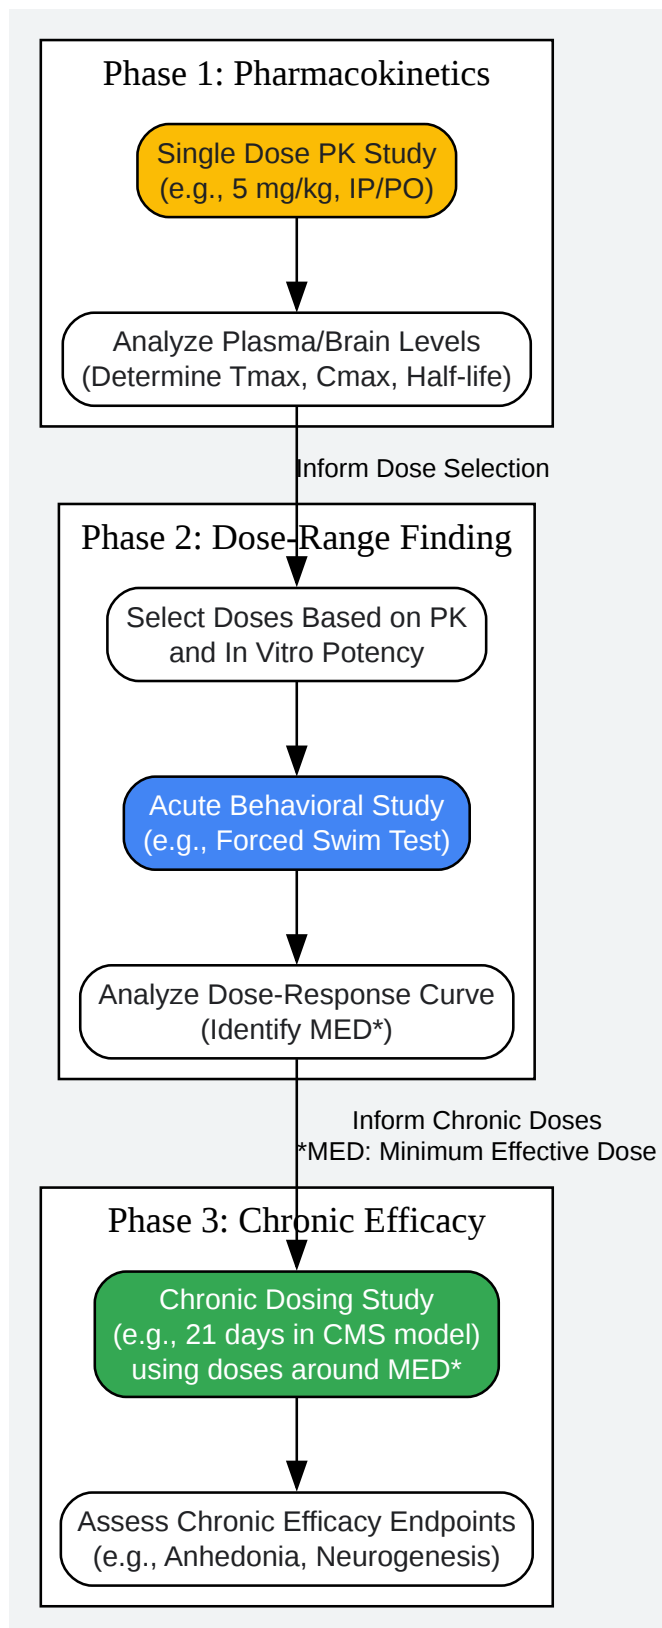 Phase 1: Pharmacokinetics
Single Dose PK Study
(e.g., 5 mg/kg, IP/PO)
Analyze Plasma/Brain Levels
(Determine Tmax, Cmax, Half-life)
Inform Dose Selection
Phase 2: Dose-Range Finding
Select Doses Based on PK
and In Vitro Potency
Acute Behavioral Study
(e.g., Forced Swim Test)
Analyze Dose-Response Curve
(Identify MED*)
Inform Chronic Doses
*MED: Minimum Effective Dose
Phase 3: Chronic Efficacy
Chronic Dosing Study
(e.g., 21 days in CMS model)
using doses around MED*
Assess Chronic Efficacy Endpoints
(e.g., Anhedonia, Neurogenesis)